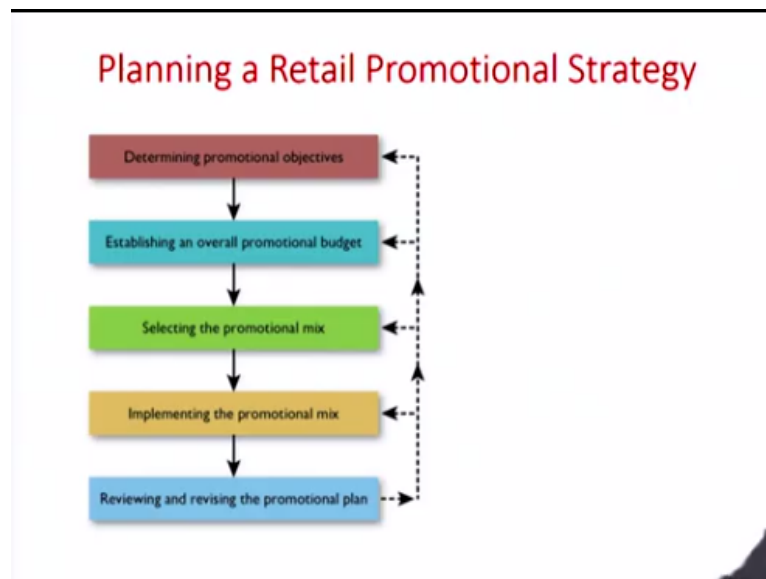 Planning a Retail Promotional Strategy
Determining promotional objectives
Establishing an overall promotional budget
Selecting the promotional mix
Implementing the promotional mix
Reviewing and revising the promotional plan